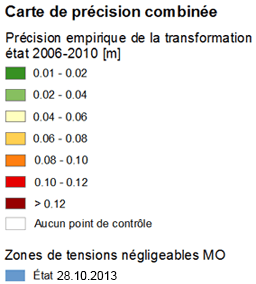 Carte de précision combinée
Précision empirique de la transformation
état 2006-2010 [m]
0.01 - 0.02
0.02 - 0.04
0.04 - 0.06
0.06 - 0.08
0.08 - 0.10
0.10 - 0.12
> 0.12
Aucun point de contrôle
Zones de tensions négligeables MO
État 28.10.2013